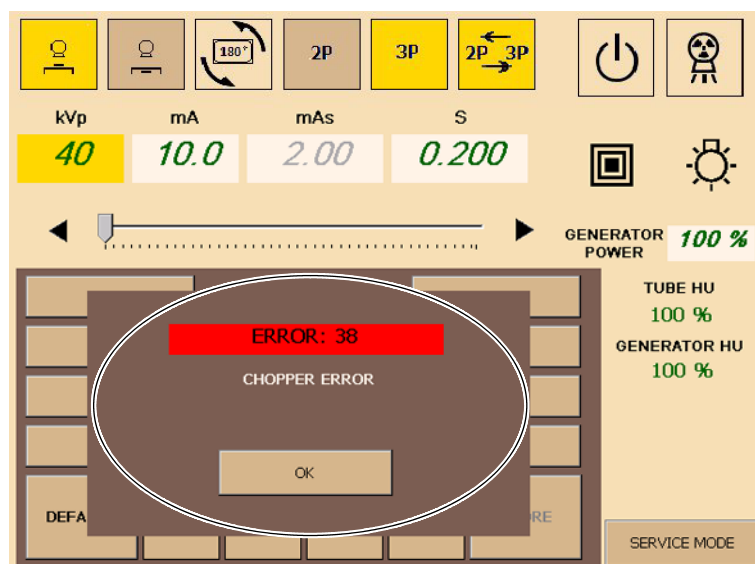 180°
2P
3P
2P 3P
kVp mA mAs S
40 10.0 2.00 0.200
GENERATOR POWER 100 %
TUBE HU
100 %
GENERATOR HU
100 %
ERROR: 38
CHOPPER ERROR
OK
DEFA
RE
SERVICE MODE